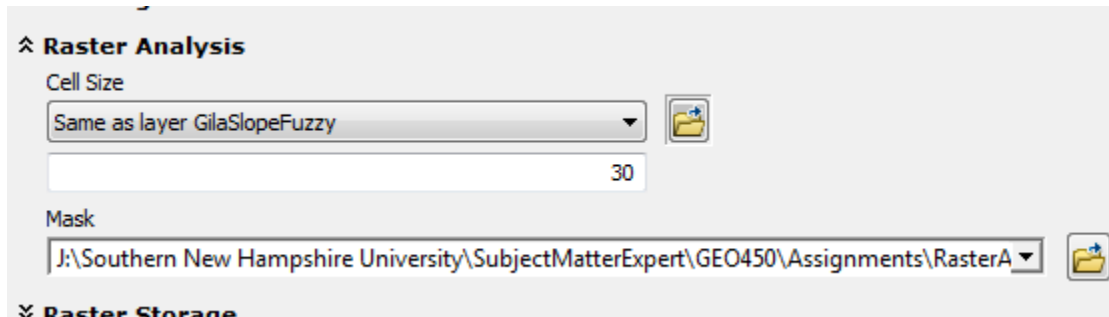 Raster Analysis
Cell Size
Same as layer GilaSlopeFuzzy
30
Mask
J:\Southern New Hampshire University\SubjectMatterExpert\GEO450\Assignments\RasterA
Raster Storage